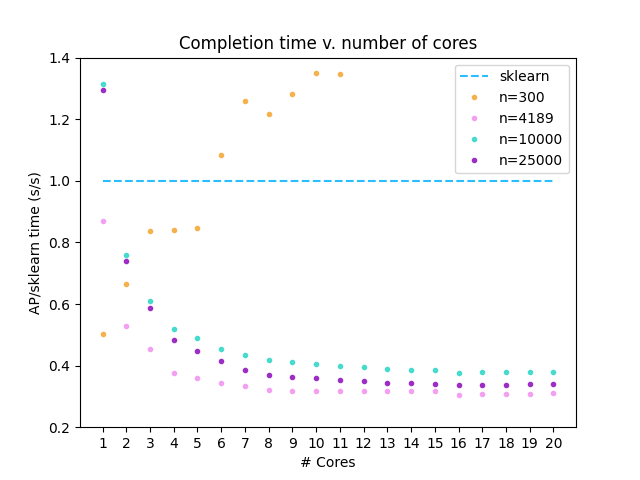 Completion time v. number of cores
1.4
1.2
1.0
0.8
0.6
0.4
0.2
AP/sklearn time (s/s)
sklearn
n=300
n=4189
n=10000
n=25000
1 2 3 4 5 6 7 8 9 10 11 12 13 14 15 16 17 18 19 20
# Cores